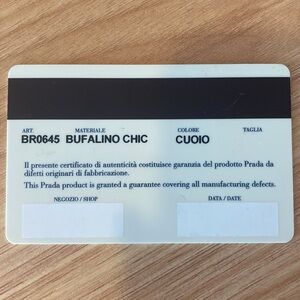 ART. MATERIALE COLORE TAGLIA
BR0645 BUFALINO CHIC CUOIO
Il presente certificato di autenticità costituisce garanzia del prodotto Prada da
difetti originari di fabbricazione.
This Prada product is granted a guarantee covering all manufacturing defects.
NEGOZIO / SHOP DATA / DATE